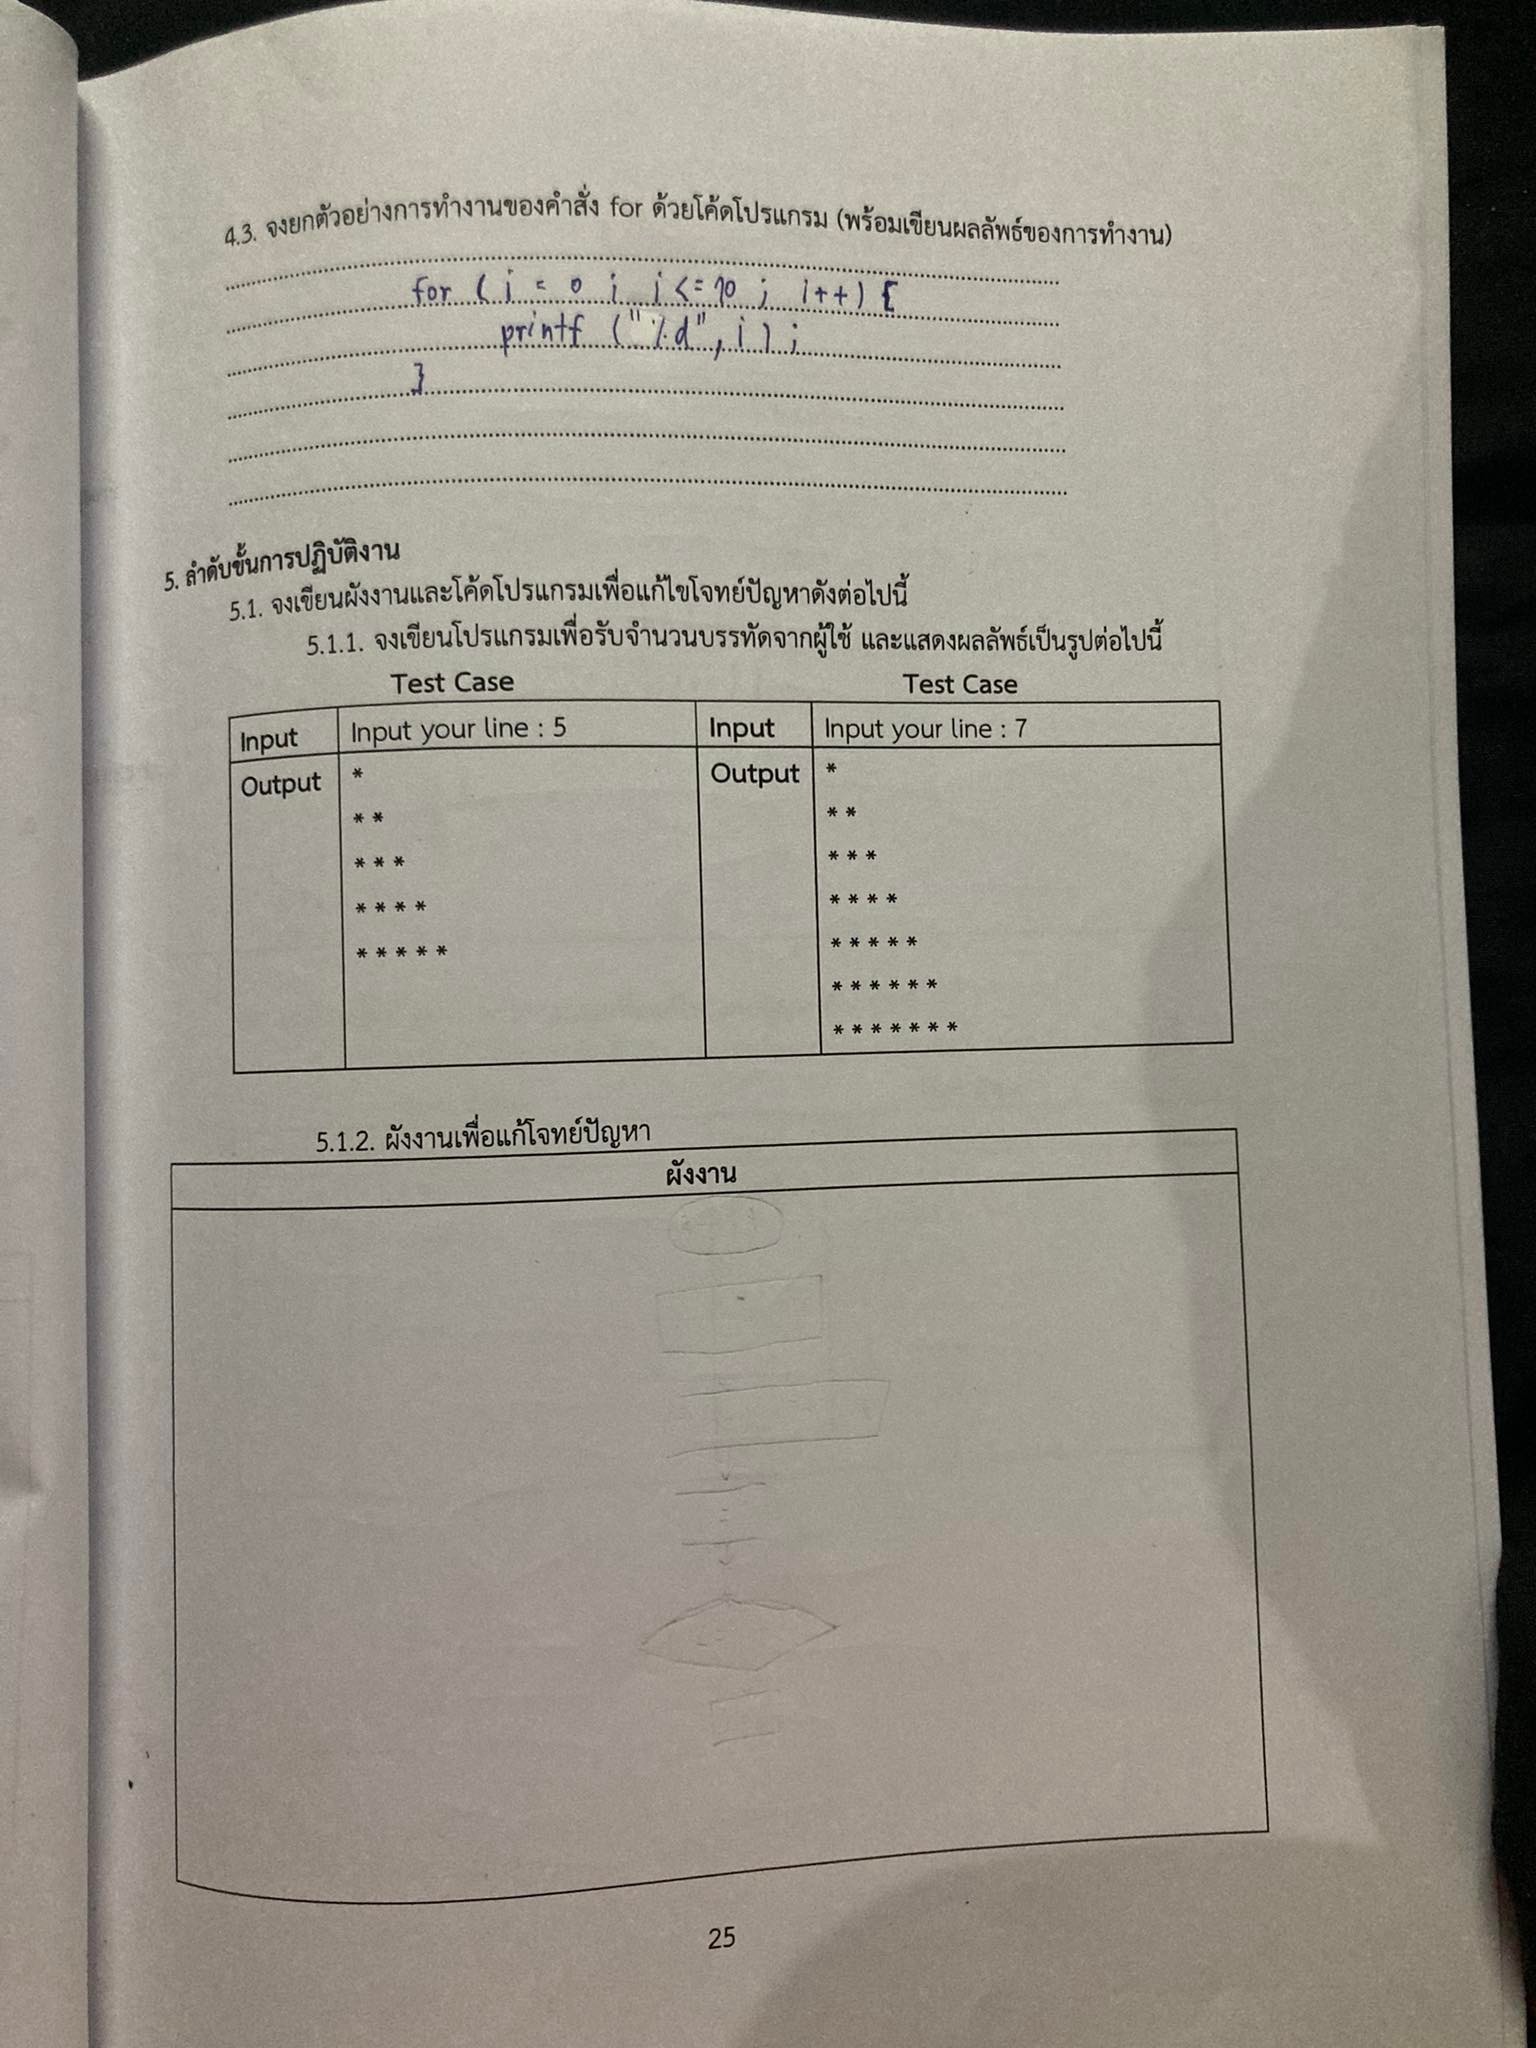 4.3. จงยกตัวอย่างการทำงานของคำสั่ง for ด้วยโค้ดโปรแกรม (พร้อมเขียนผลลัพธ์ของการทำงาน)
for ( i = 0 ; i <= 10 ; i++ ) {
printf ( "%d" , i ) ;
}
5. ลำดับขั้นการปฏิบัติงาน
5.1. จงเขียนผังงานและโค้ดโปรแกรมเพื่อแก้ไขโจทย์ปัญหาดังต่อไปนี้
5.1.1. จงเขียนโปรแกรมเพื่อรับจำนวนบรรทัดจากผู้ใช้ และแสดงผลลัพธ์เป็นรูปต่อไปนี้
Test Case Test Case
Input Input your line : 5 Input Input your line : 7
Output * Output *
* * * *
* * * * * *
* * * * * * * *
* * * * * * * * * *
* * * * * *
* * * * * * *
5.1.2. ผังงานเพื่อแก้โจทย์ปัญหา
ผังงาน
25